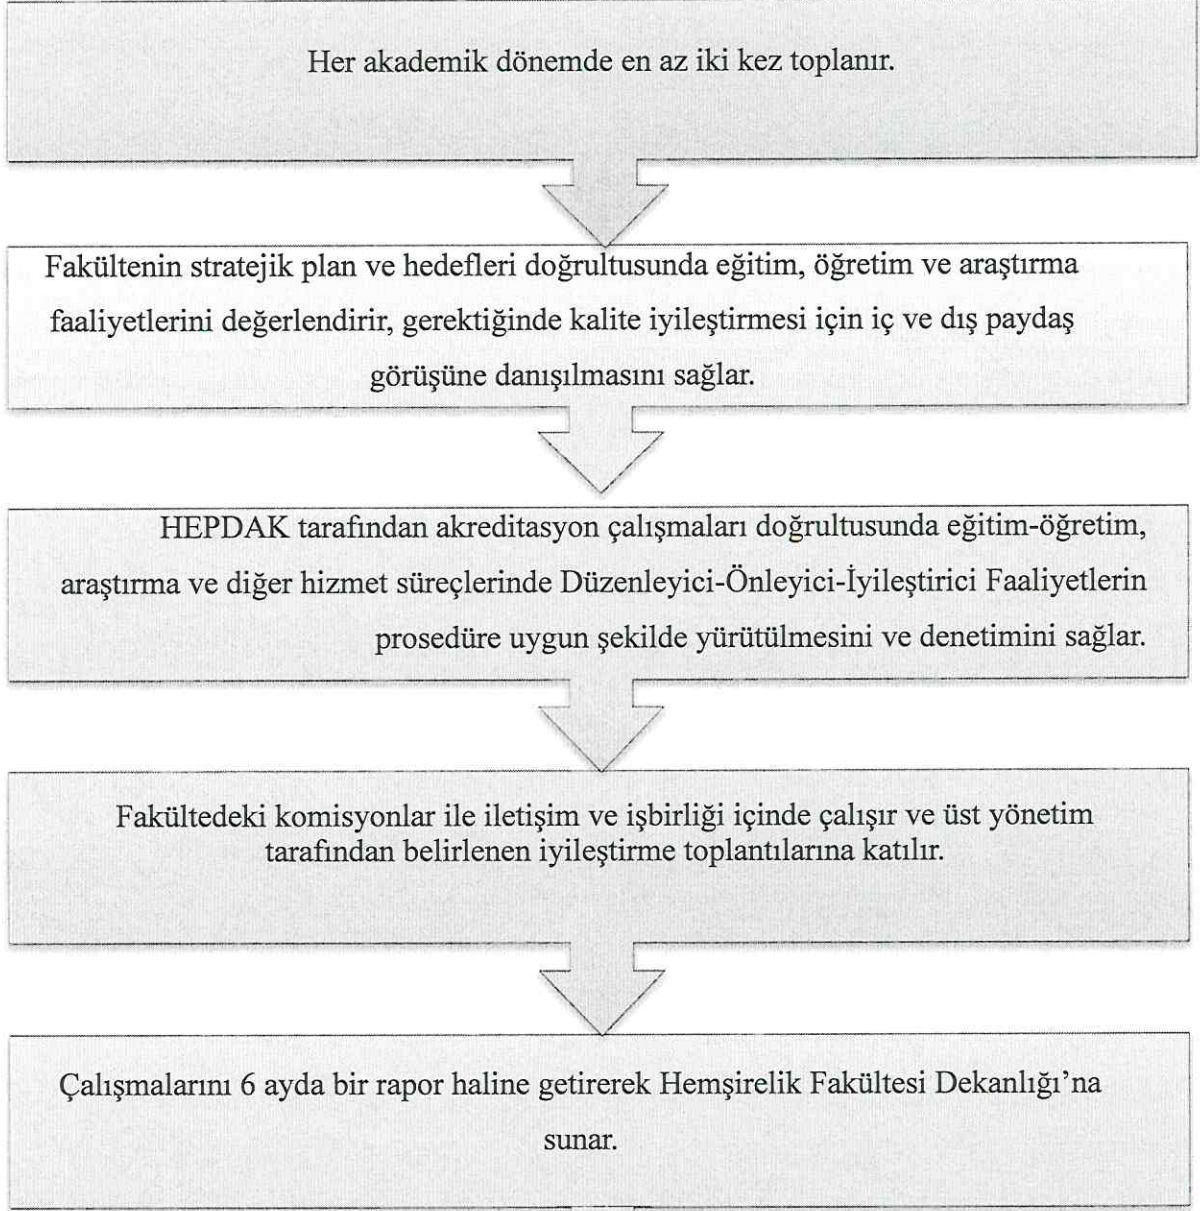 Her akademik dönemde en az iki kez toplanır.
Fakültenin stratejik plan ve hedefleri doğrultusunda eğitim, öğretim ve araştırma
faaliyetlerini değerlendirir, gerektiğinde kalite iyileştirmesi için iç ve dış paydaş
görüşüne danışılmasını sağlar.
HEPDAK tarafından akreditasyon çalışmaları doğrultusunda eğitim-öğretim,
araştırma ve diğer hizmet süreçlerinde Düzenleyici-Önleyici-İyileştirici Faaliyetlerin
prosedüre uygun şekilde yürütülmesini ve denetimini sağlar.
Fakültedeki komisyonlar ile iletişim ve işbirliği içinde çalışır ve üst yönetim
tarafından belirlenen iyileştirme toplantılarına katılır.
Çalışmalarını 6 ayda bir rapor haline getirerek Hemşirelik Fakültesi Dekanlığı’na
sunar.